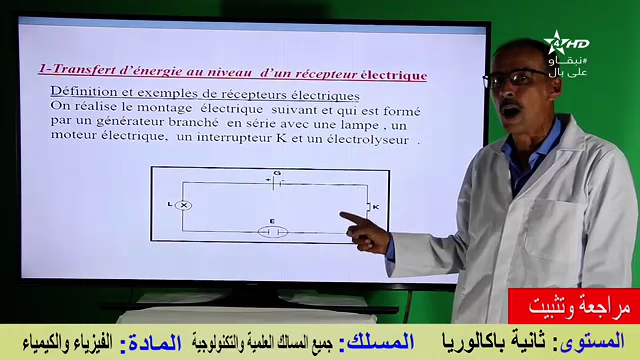 1-Transfert d'énergie au niveau d'un récepteur électrique
Définition et exemples de récepteurs électriques
On réalise le montage électrique suivant et qui est formé
par un générateur branché en série avec une lampe , un
moteur électrique, un interrupteur K et un électrolyseur .
G
+ -
L
K
E
4HD
#نبقاو
على بال
مراجعة وتثبيت
المستوى: ثانية باكالوريا المسلك: جميع المسالك العلمية والتكنولوجية المادة: الفيزياء والكيمياء